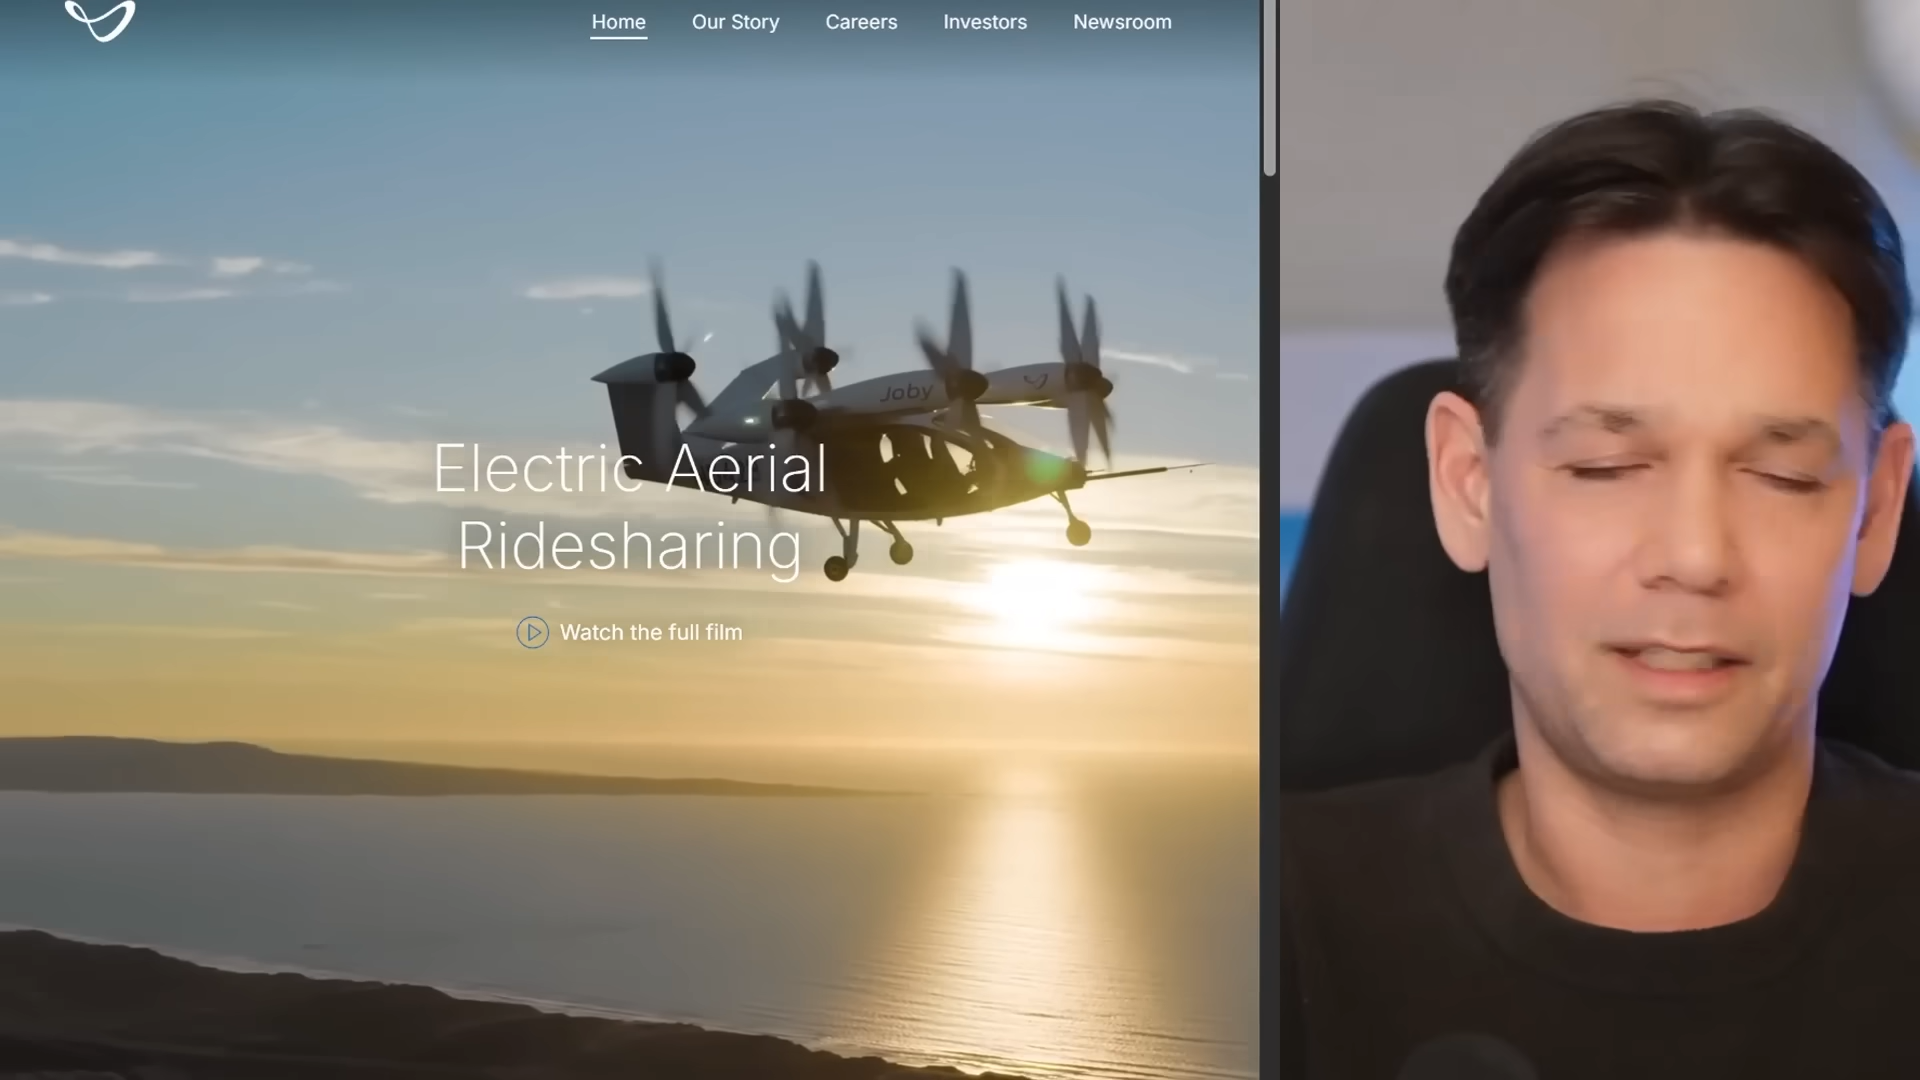 Home
Our Story
Careers
Investors
Newsroom
Joby
Electric Aerial
Ridesharing
Watch the full film